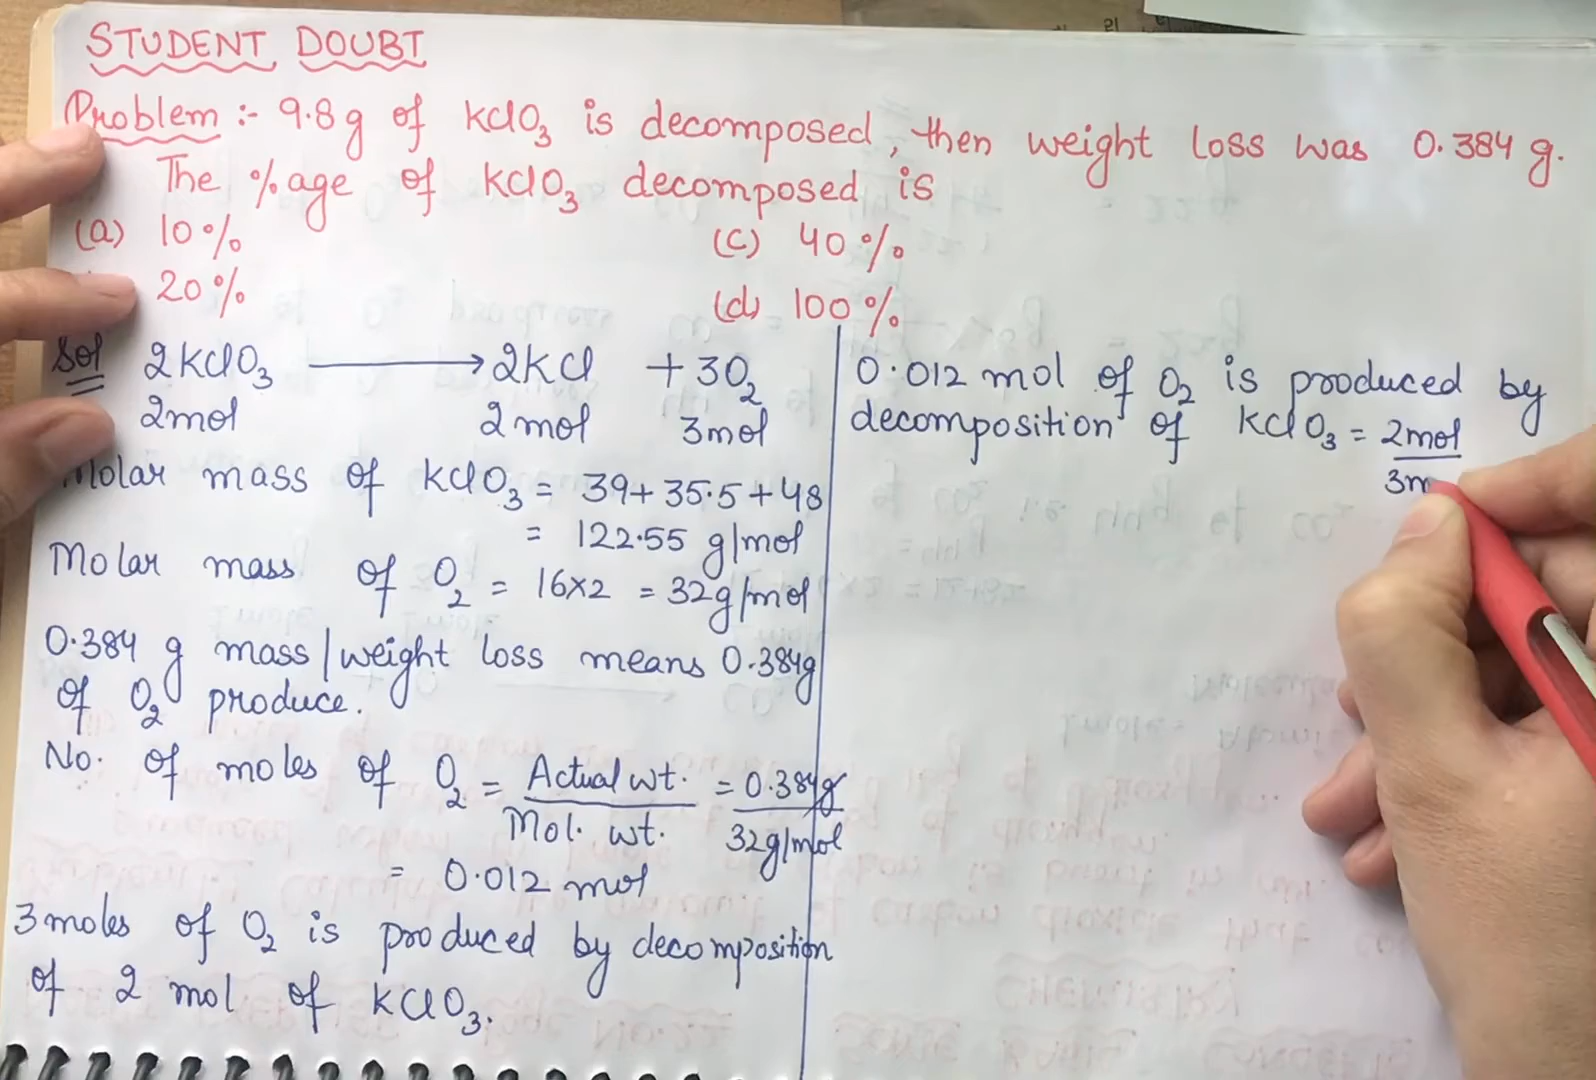 STUDENT DOUBT
Problem :- 9.8g of KClO₃ is decomposed, then weight loss was 0.384 g.
The %age of KClO₃ decomposed is
(a) 10%
(c) 40%
20%
(d) 100%
Sol 2KClO₃ → 2KCl + 3O₂
2mol 2mol 3mol
Molar mass of KClO₃ = 39+35.5+48
= 122.55 g/mol
Molar mass of O₂ = 16×2 = 32g/mol
0.384 g mass/weight loss means 0.384g
of O₂ produce.
No. of moles of O₂ = Actual wt. / Mol. wt. = 0.384g / 32g/mol
= 0.012 mol
3moles of O₂ is produced by decomposition
of 2 mol of KClO₃.
0.012 mol of O₂ is produced by
decomposition of KClO₃ = 2mol
3m